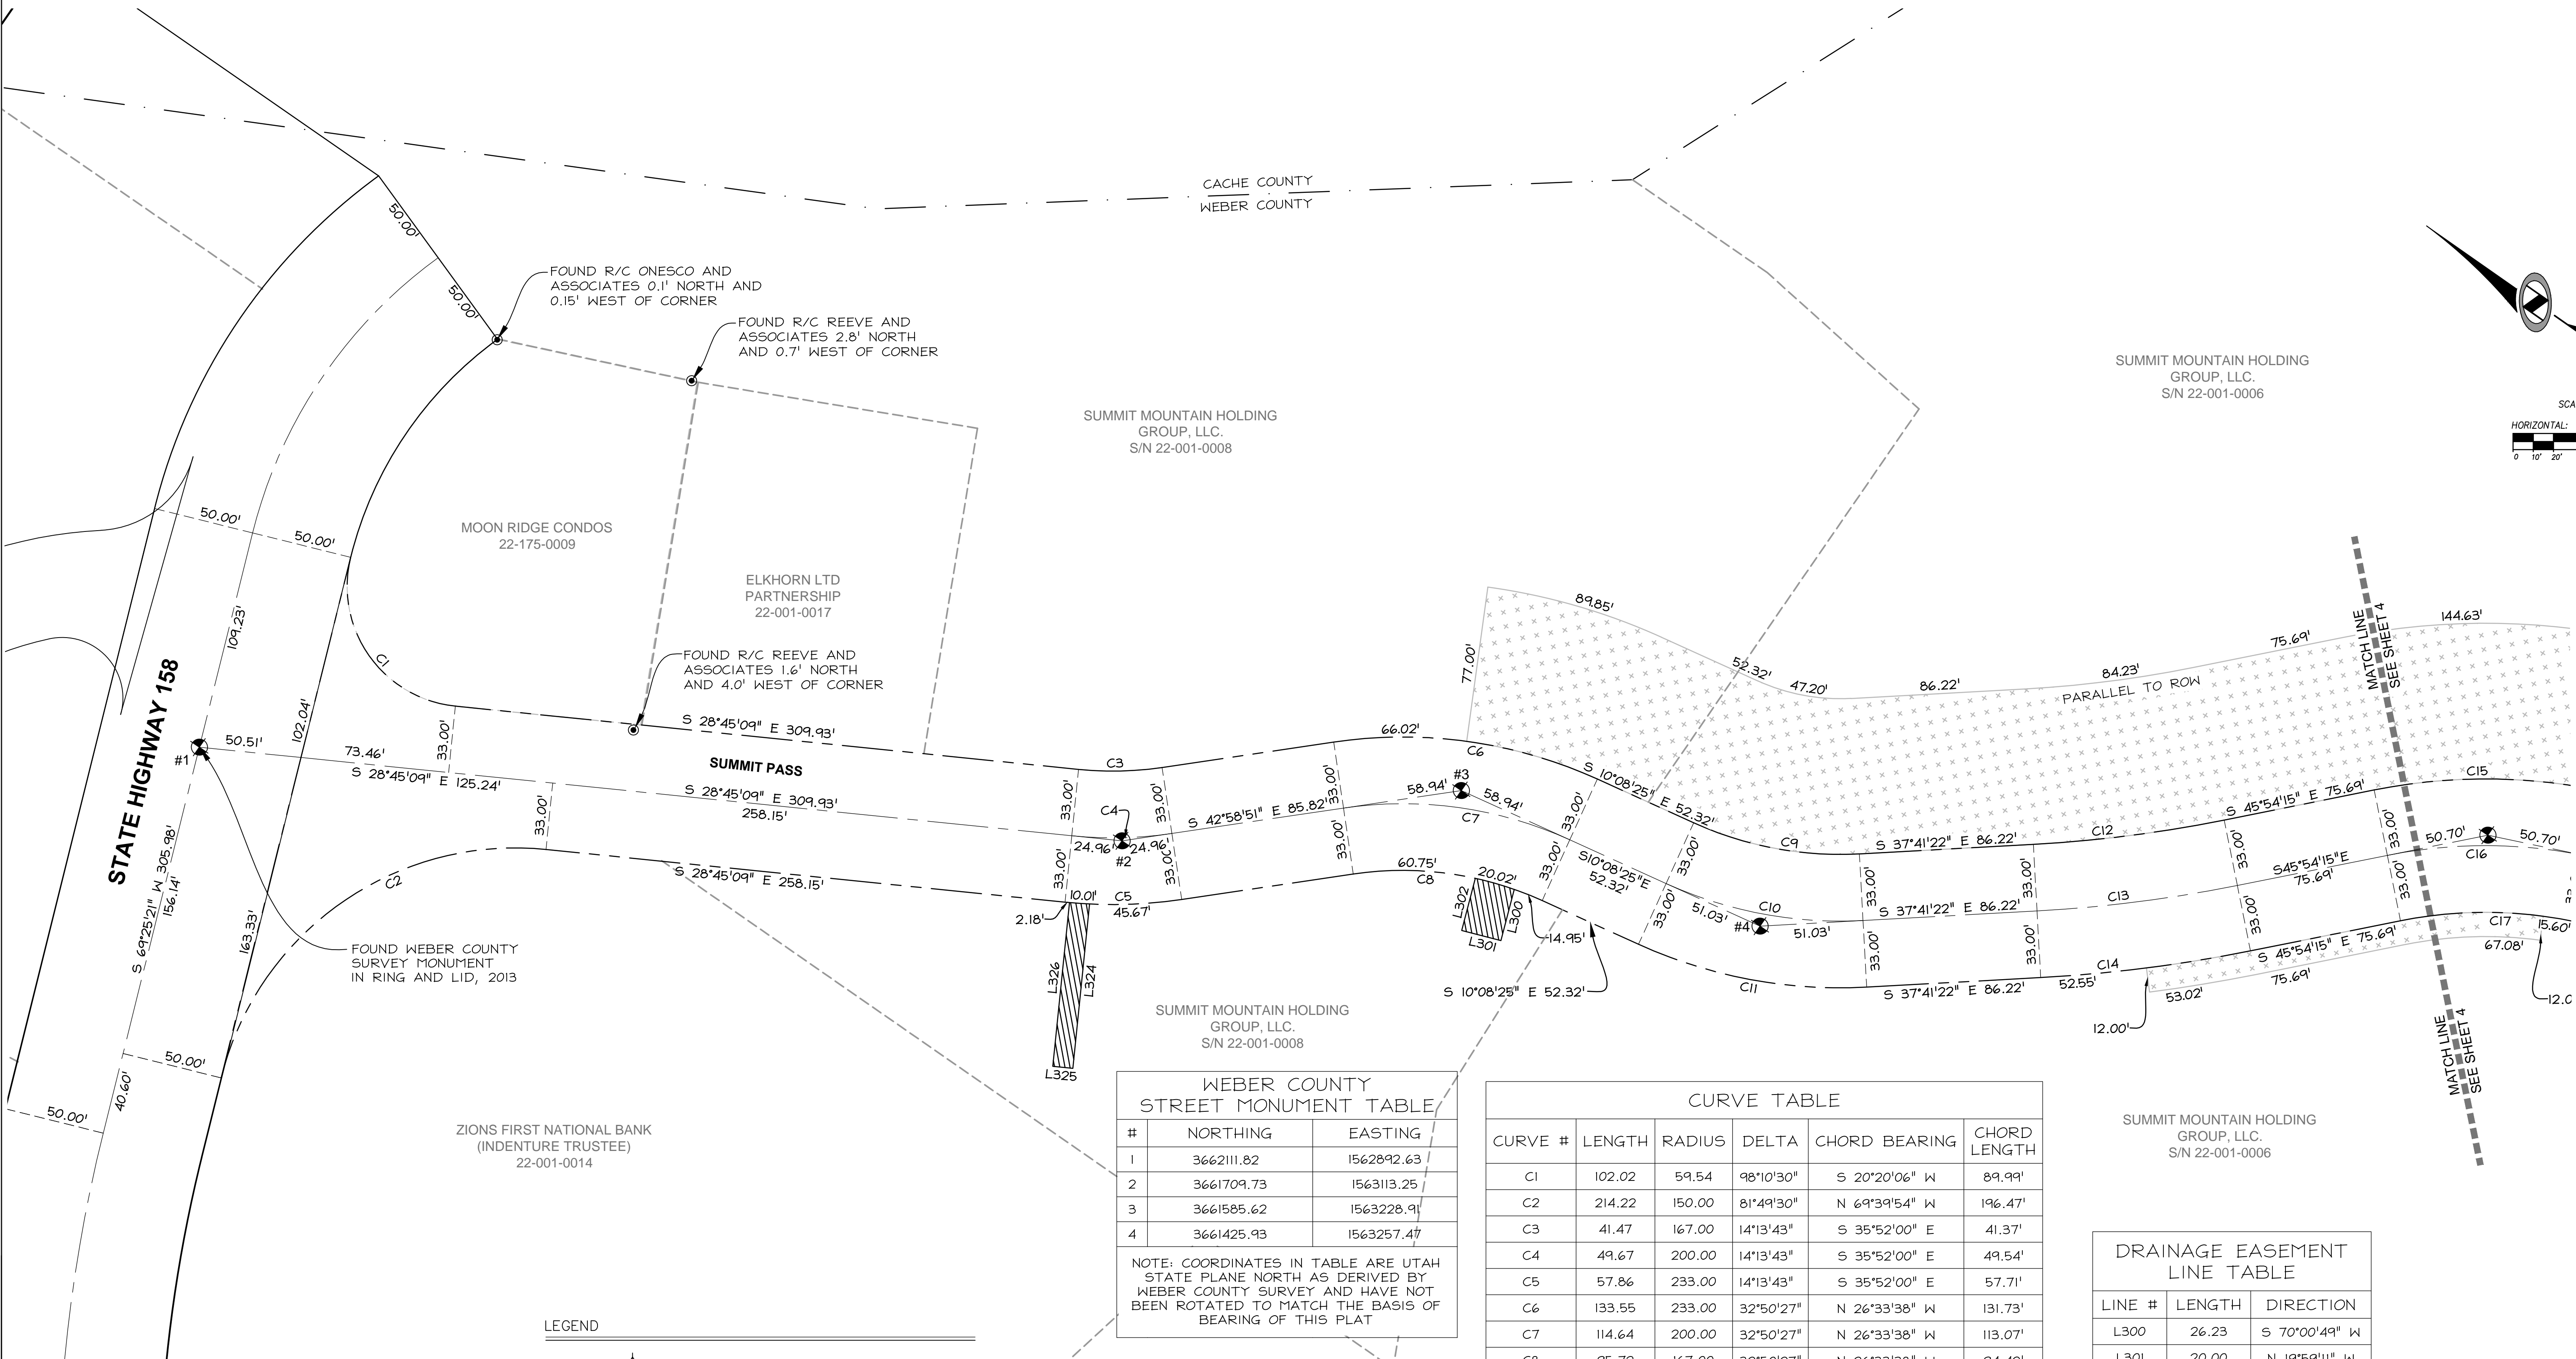 CACHE COUNTY
WEBER COUNTY
50.00'
50.00'
FOUND R/C ONESCO AND
ASSOCIATES 0.1' NORTH AND
0.15' WEST OF CORNER
FOUND R/C REEVE AND
ASSOCIATES 2.8' NORTH
AND 0.7' WEST OF CORNER
SUMMIT MOUNTAIN HOLDING
GROUP, LLC.
S/N 22-001-0008
SUMMIT MOUNTAIN HOLDING
GROUP, LLC.
S/N 22-001-0006
HORIZONTAL:
0 10' 20'
50.00'
50.00'
MOON RIDGE CONDOS
22-175-0009
ELKHORN LTD
PARTNERSHIP
22-001-0017
FOUND R/C REEVE AND
ASSOCIATES 1.6' NORTH
AND 4.0' WEST OF CORNER
109.23'
C1
102.04'
STATE HIGHWAY 158
#1
50.51'
73.46'
S 28°45'09" E 125.24'
33.00'
33.00'
S 28°45'09" E 309.93'
SUMMIT PASS
S 28°45'09" E 309.93'
258.15'
S 28°45'09" E 258.15'
S 69°25'21" W 305.98'
156.14'
163.33'
C2
FOUND WEBER COUNTY
SURVEY MONUMENT
IN RING AND LID, 2013
50.00'
50.00'
40.60'
ZIONS FIRST NATIONAL BANK
(INDENTURE TRUSTEE)
22-001-0014
C3
33.00'
33.00'
C4
24.96'
24.96'
#2
33.00'
33.00'
10.01'
C5
45.67'
2.18'
L326
L324
L325
S 42°58'51" E 85.82'
33.00'
33.00'
66.02'
C6
58.94'
#3
58.94'
C7
60.75'
C8
20.02'
L302
L300
L301
14.95'
S 10°08'25" E 52.32'
77.00'
89.85'
52.32'
47.20'
86.22'
84.23'
75.69'
144.63'
PARALLEL TO ROW
S 10°08'25" E 52.32'
33.00'
33.00'
S10°08'25"E
52.32'
33.00'
33.00'
51.03'
C10
#4
51.03'
C9
C11
S 37°41'22" E 86.22'
33.00'
33.00'
S 37°41'22" E 86.22'
33.00'
33.00'
S 37°41'22" E 86.22'
C12
C13
C14
52.55'
S 45°54'15" E 75.69'
33.00'
33.00'
S45°54'15"E
75.69'
S 45°54'15" E 75.69'
53.02'
75.69'
12.00'
33.00'
33.00'
C15
50.70'
50.70'
C16
C17
15.60'
67.08'
MATCH LINE
SEE SHEET 4
MATCH LINE
SEE SHEET 4
SUMMIT MOUNTAIN HOLDING
GROUP, LLC.
S/N 22-001-0008
SUMMIT MOUNTAIN HOLDING
GROUP, LLC.
S/N 22-001-0006
WEBER COUNTY
STREET MONUMENT TABLE
# NORTHING EASTING
1 3662111.82 1562892.63
2 3661709.73 1563113.25
3 3661585.62 1563228.91
4 3661425.93 1563257.47
NOTE: COORDINATES IN TABLE ARE UTAH
STATE PLANE NORTH AS DERIVED BY
WEBER COUNTY SURVEY AND HAVE NOT
BEEN ROTATED TO MATCH THE BASIS OF
BEARING OF THIS PLAT
CURVE TABLE
CURVE # LENGTH RADIUS DELTA CHORD BEARING CHORD LENGTH
C1 102.02 59.54 98°10'30" S 20°20'06" W 89.99'
C2 214.22 150.00 81°49'30" N 69°39'54" W 196.47'
C3 41.47 167.00 14°13'43" S 35°52'00" E 41.37'
C4 49.67 200.00 14°13'43" S 35°52'00" E 49.54'
C5 57.86 233.00 14°13'43" S 35°52'00" E 57.71'
C6 133.55 233.00 32°50'27" N 26°33'38" W 131.73'
C7 114.64 200.00 32°50'27" N 26°33'38" W 113.07'
DRAINAGE EASEMENT
LINE TABLE
LINE # LENGTH DIRECTION
L300 26.23 S 70°00'49" W
L301 20.00 N 19°59'11" W
LEGEND